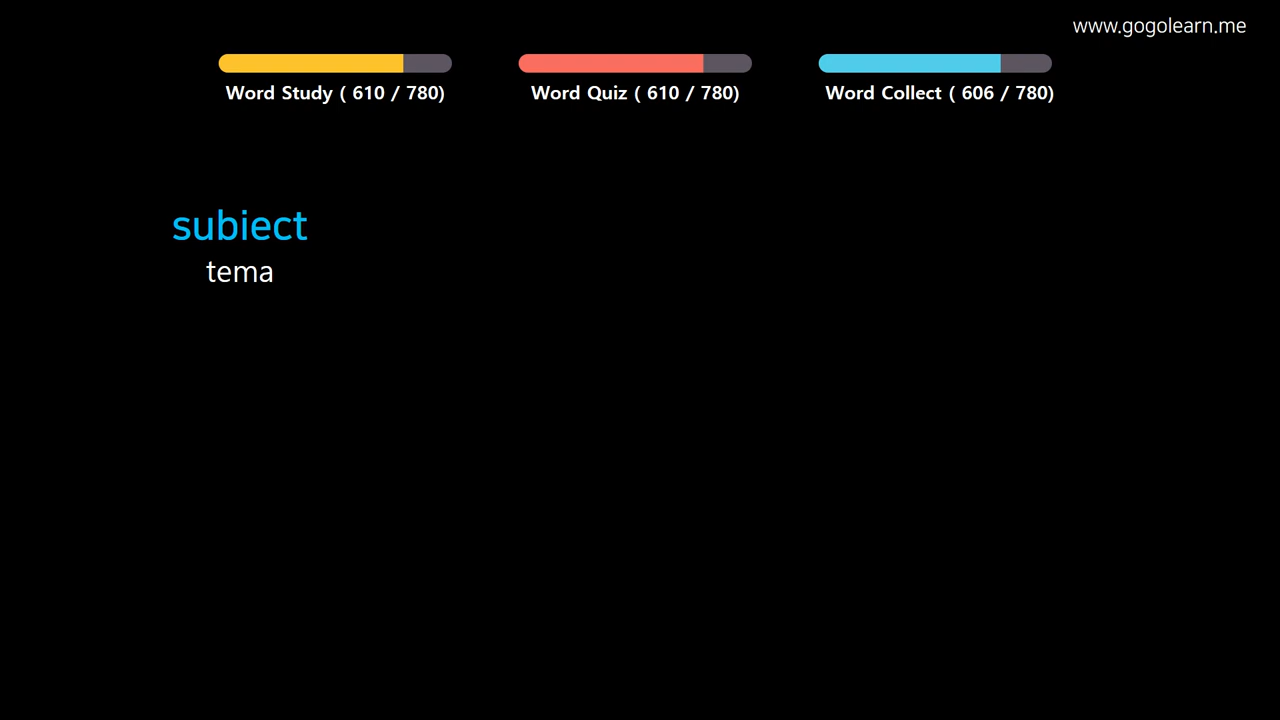 www.gogolearn.me
Word Study ( 610 / 780)
Word Quiz ( 610 / 780)
Word Collect ( 606 / 780)
subiect
tema